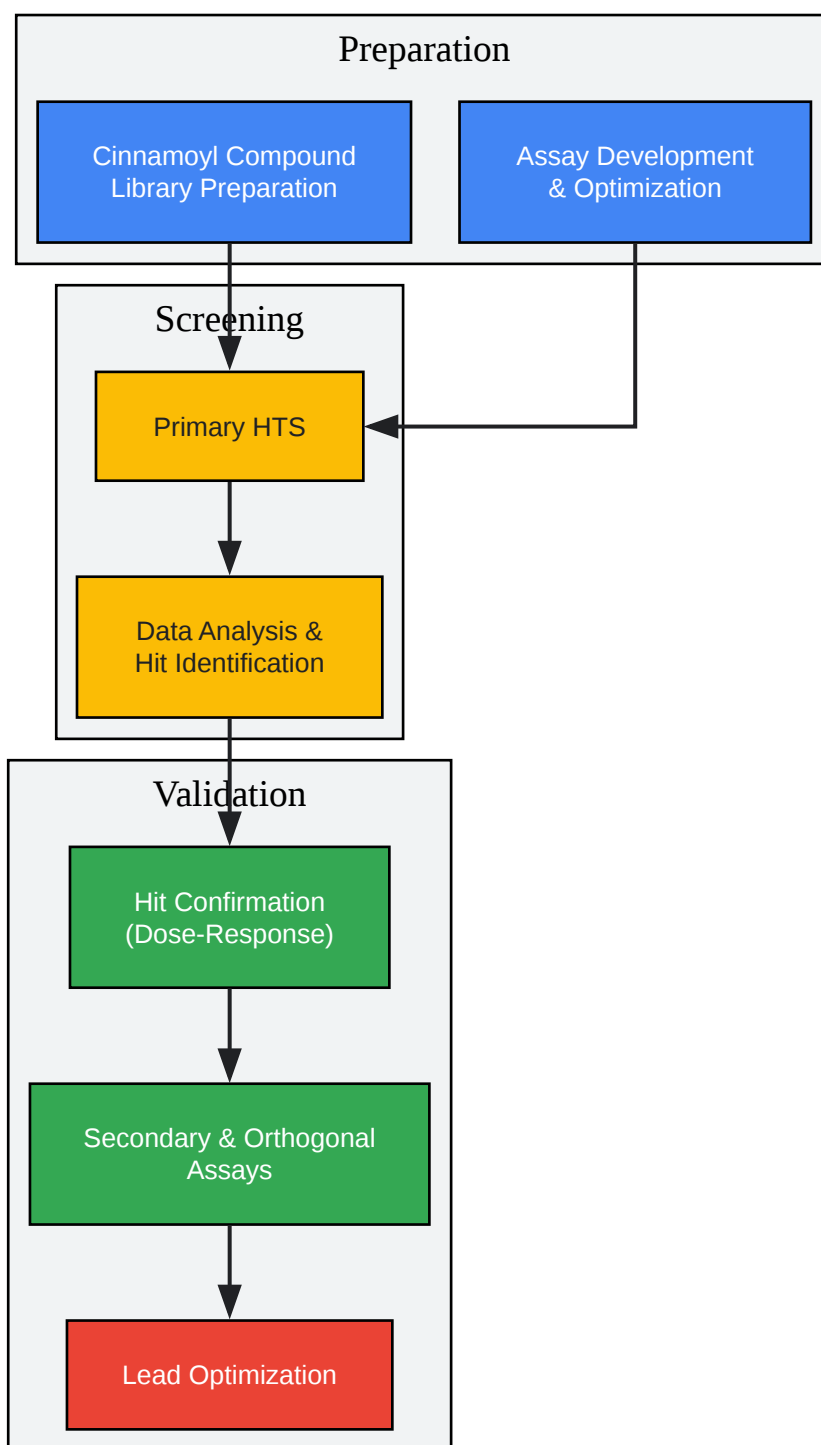 Preparation
Cinnamoyl Compound
Library Preparation
Assay Development
& Optimization
Screening
Primary HTS
Data Analysis &
Hit Identification
Validation
Hit Confirmation
(Dose-Response)
Secondary & Orthogonal
Assays
Lead Optimization